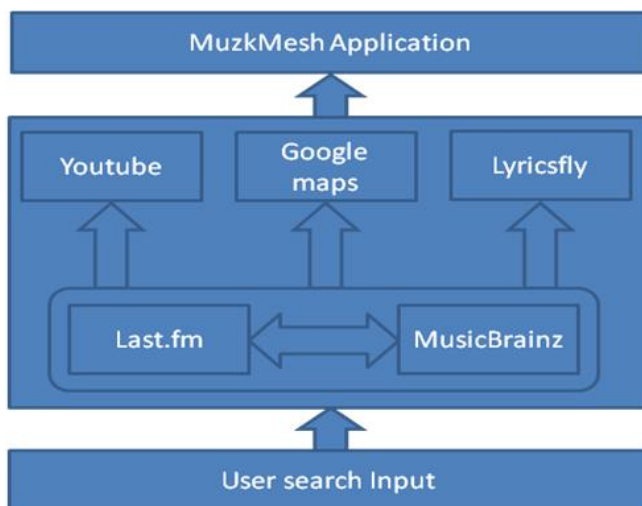 MuzkMesh Application
Youtube
Google
maps
Lyricsfly
Last.fm
MusicBrainz
User search Input